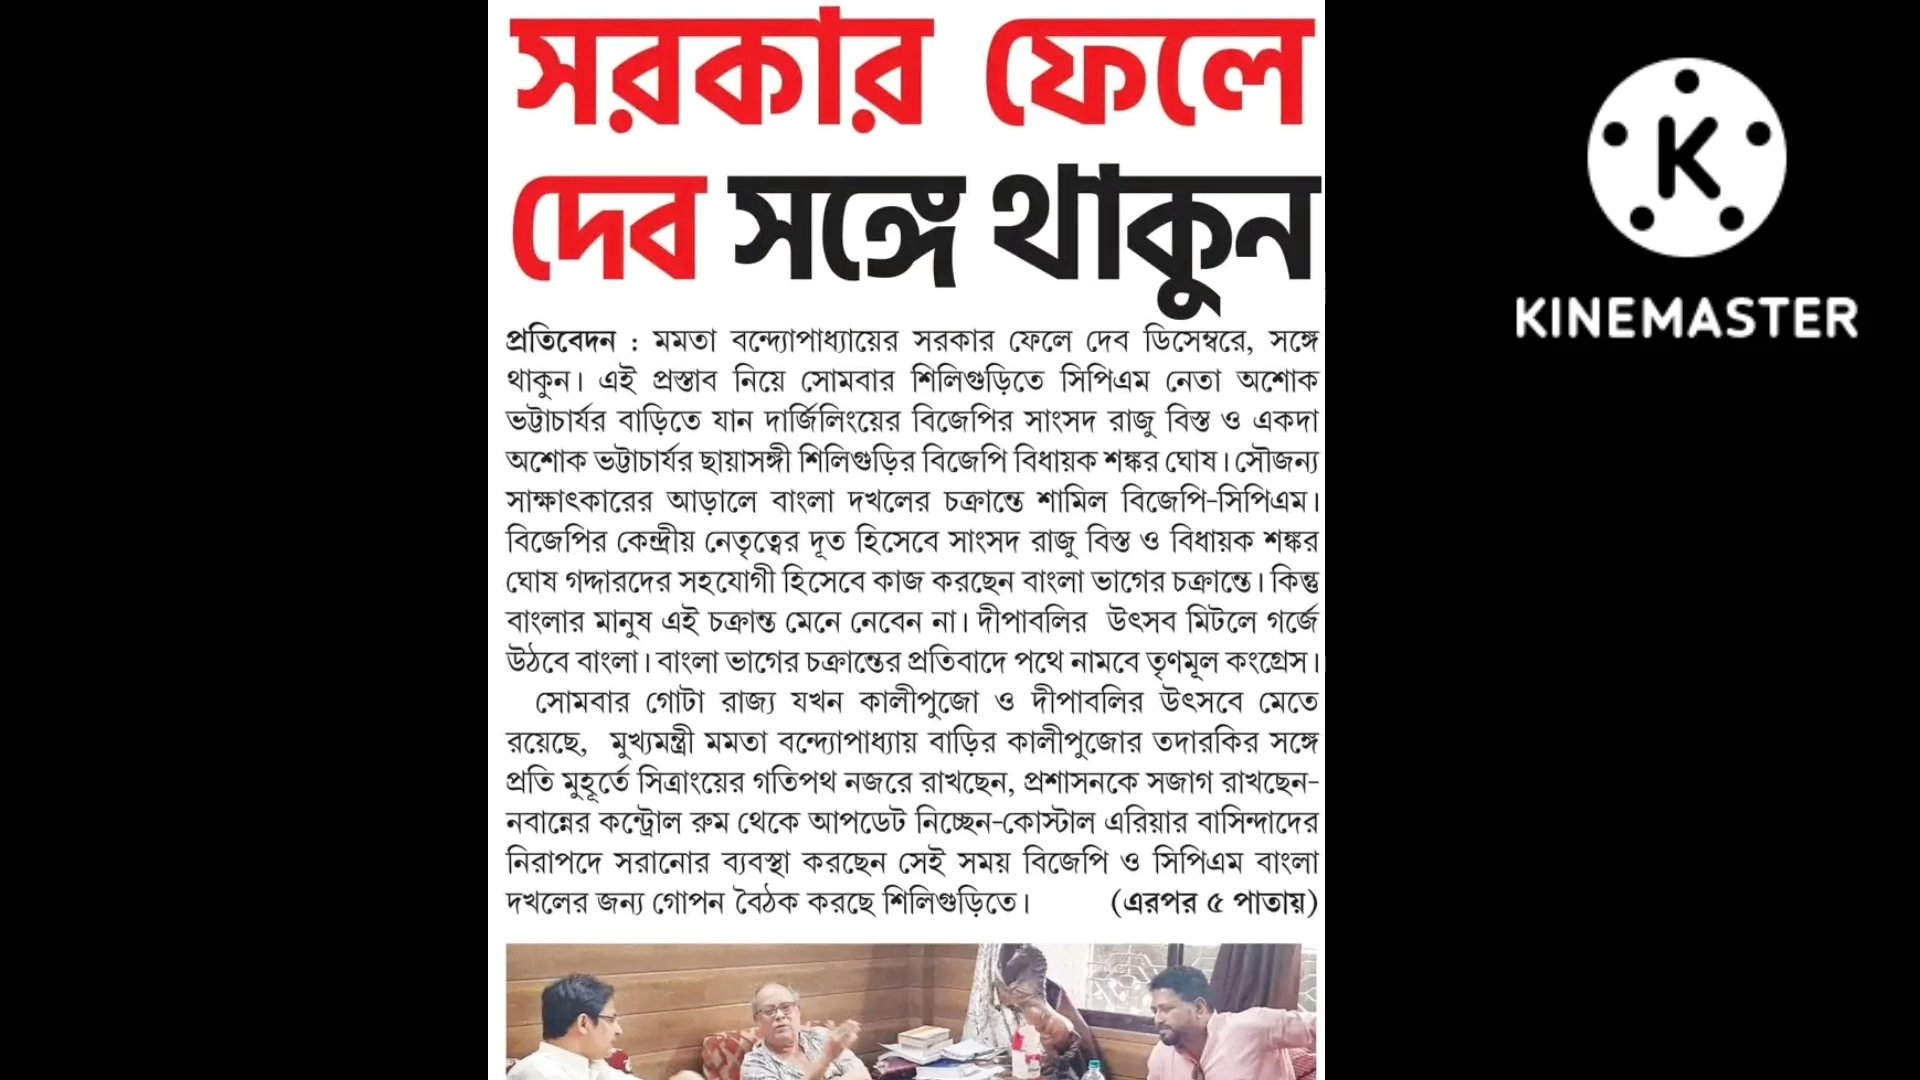 সরকার ফেলে
দেব সঙ্গে থাকুন
প্রতিবেদন : মমতা বন্দ্যোপাধ্যায়ের সরকার ফেলে দেব ডিসেম্বরে, সঙ্গে
থাকুন। এই প্রস্তাব নিয়ে সোমবার শিলিগুড়িতে সিপিএম নেতা অশোক
ভট্টাচার্যর বাড়িতে যান দার্জিলিংয়ের বিজেপির সাংসদ রাজু বিস্ত ও একদা
অশোক ভট্টাচার্যর ছায়াসঙ্গী শিলিগুড়ির বিজেপি বিধায়ক শঙ্কর ঘোষ। সৌজন্য
সাক্ষাৎকারের আড়ালে বাংলা দখলের চক্রান্তে শামিল বিজেপি-সিপিএম।
বিজেপির কেন্দ্রীয় নেতৃত্বের দূত হিসেবে সাংসদ রাজু বিস্ত ও বিধায়ক শঙ্কর
ঘোষ গদ্দারদের সহযোগী হিসেবে কাজ করছেন বাংলা ভাগের চক্রান্তে। কিন্তু
বাংলার মানুষ এই চক্রান্ত মেনে নেবেন না। দীপাবলির উৎসব মিটলে গর্জে
উঠবে বাংলা। বাংলা ভাগের চক্রান্তের প্রতিবাদে পথে নামবে তৃণমূল কংগ্রেস।
সোমবার গোটা রাজ্য যখন কালীপুজো ও দীপাবলির উৎসবে মেতে
রয়েছে, মুখ্যমন্ত্রী মমতা বন্দ্যোপাধ্যায় বাড়ির কালীপুজোর তদারকির সঙ্গে
প্রতি মুহূর্তে সিত্রাংয়ের গতিপথ নজরে রাখছেন, প্রশাসনকে সজাগ রাখছেন-
নবান্নের কন্ট্রোল রুম থেকে আপডেট নিচ্ছেন-কোস্টাল এরিয়ার বাসিন্দাদের
নিরাপদে সরানোর ব্যবস্থা করছেন সেই সময় বিজেপি ও সিপিএম বাংলা
দখলের জন্য গোপন বৈঠক করছে শিলিগুড়িতে। (এরপর ৫ পাতায়)
K
KINEMASTER